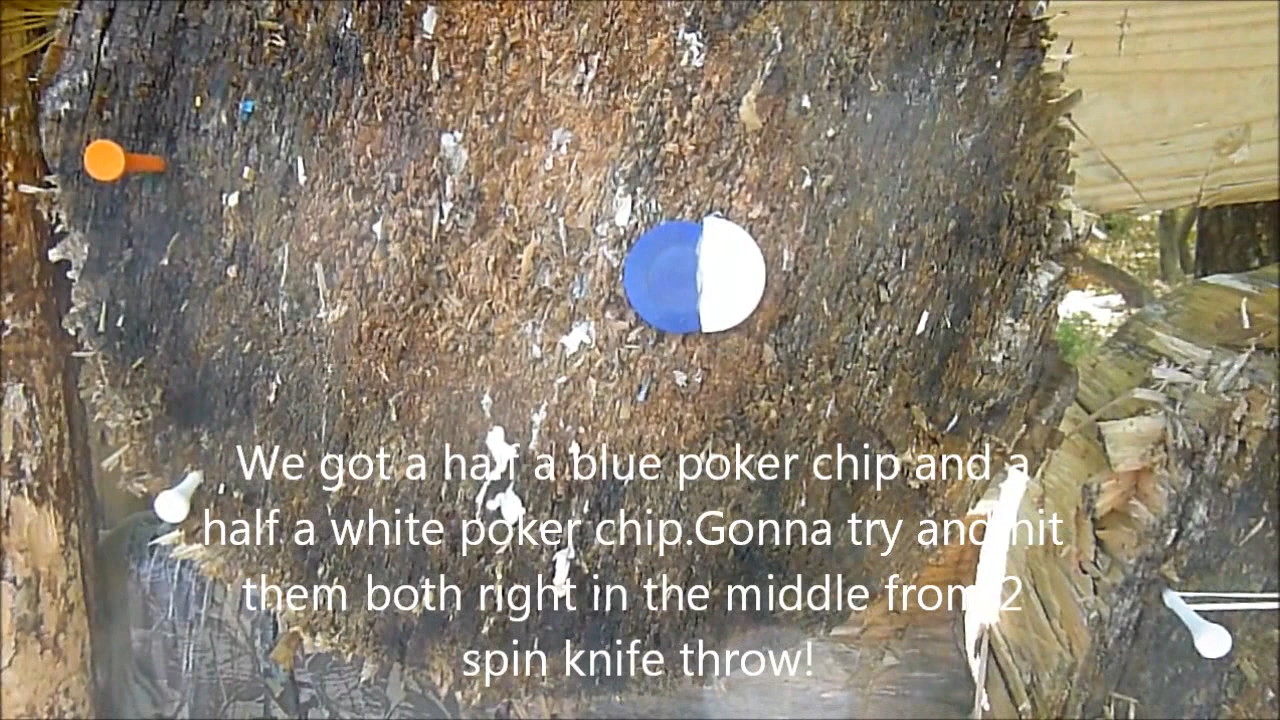 We got a half a blue poker chip and a
half a white poker chip.Gonna try and hit
them both right in the middle from 2
spin knife throw!